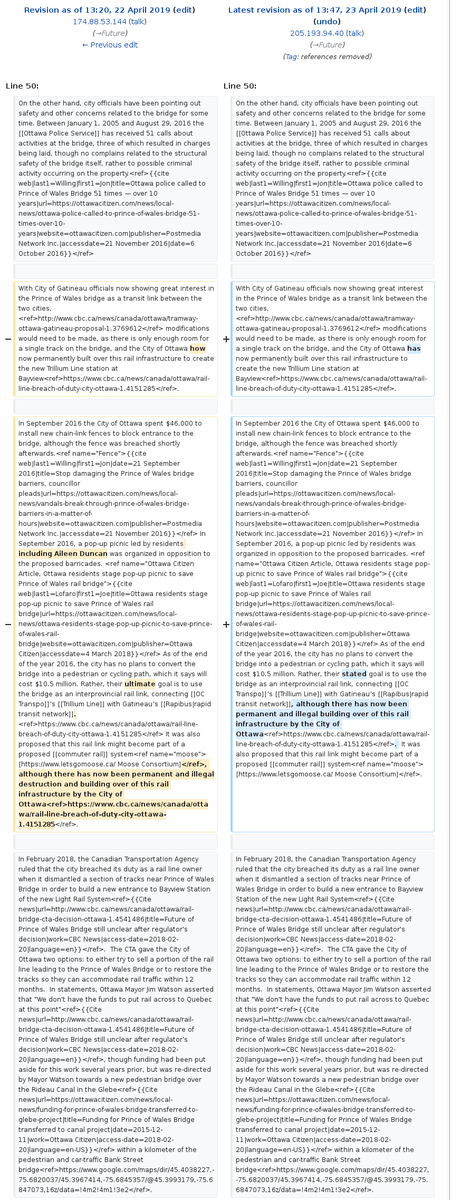 Revision as of 13:20, 22 April 2019 (edit)
174.88.53.144 (talk)
(→Future)
← Previous edit
Latest revision as of 13:47, 23 April 2019 (edit)
(undo)
205.193.94.40 (talk)
(→Future)
(Tag: references removed)
Line 50:
On the other hand, city officials have been pointing out
safety and other concerns related to the bridge for some
time. Between January 1, 2005 and August 29, 2016 the
[[Ottawa Police Service]] has received 51 calls about
activities at the bridge, three of which resulted in charges
being laid, though no complaints related to the structural
safety of the bridge itself, rather to possible criminal
activity occurring on the property.<ref>{{cite
web|last=Willing|first=Jon|title=Ottawa police called to
Prince of Wales Bridge 51 times — over 10
years|url=https://ottawacitizen.com/news/local-
news/ottawa-police-called-to-prince-of-wales-bridge-51-
times-over-10-
years|website=ottawacitizen.com|publisher=Postmedia
Network Inc.|accessdate=21 November 2016|date=6
October 2016}}</ref>
− With City of Gatineau officials now showing great interest
in the Prince of Wales bridge as a transit link between the
two cities,
<ref>http://www.cbc.ca/news/canada/ottawa/tramway-
ottawa-gatineau-proposal-1.3769612</ref> modifications
would need to be made, as there is only enough room for
a single track on the bridge, and the City of Ottawa how
now permanently built over this rail infrastructure to
create the new Trillium Line station at
Bayview<ref>https://www.cbc.ca/news/canada/ottawa/rail-
line-breach-of-duty-city-ottawa-1.4151285</ref>.
− In September 2016 the City of Ottawa spent $46,000 to
install new chain-link fences to block entrance to the
bridge, although the fence was breached shortly
afterwards.<ref name="Fence">{{cite
web|last=Willing|first=Jon|date=21 September
2016|title=Stop damaging the Prince of Wales bridge
barriers, councillor
pleads|url=https://ottawacitizen.com/news/local-
news/vandals-break-through-prince-of-wales-bridge-
barriers-in-a-matter-of-
hours|website=ottawacitizen.com|publisher=Postmedia
Network Inc.|accessdate=21 November 2016}}</ref> In
September 2016, a pop-up picnic led by residents
including Aileen Duncan was organized in opposition to
the proposed barricades. <ref name="Ottawa Citizen
Article, Ottawa residents stage pop-up picnic to save
Prince of Wales rail bridge">{{cite
web|last=Lofaro|first=Joe|title=Ottawa residents stage
pop-up picnic to save Prince of Wales rail
bridge|url=https://ottawacitizen.com/news/local-
news/ottawa-residents-stage-pop-up-picnic-to-save-prince-
of-wales-rail-
bridge|website=ottawacitizen.com|publisher=Ottawa
Citizen|accessdate=4 March 2018}}</ref> As of the end
of the year 2016, the city has no plans to convert the
bridge into a pedestrian or cycling path, which it says will
cost $10.5 million. Rather, their ultimate goal is to use
the bridge as an interprovincial rail link, connecting [[OC
Transpo]]'s [[Trillium Line]] with Gatineau's [[Rapibus|rapid
transit network]],
<ref>https://www.cbc.ca/news/canada/ottawa/rail-line-
breach-of-duty-city-ottawa-1.4151285</ref> It was also
proposed that this rail link might become part of a
proposed [[commuter rail]] system<ref name="moose">
[https://www.letsgomoose.ca/ Moose Consortium]</ref>,
although there has now been permanent and illegal
destruction and building over of this rail
infrastructure by the City of
Ottawa<ref>https://www.cbc.ca/news/canada/otta
wa/rail-line-breach-of-duty-city-ottawa-
1.4151285</ref>.
In February 2018, the Canadian Transportation Agency
ruled that the city breached its duty as a rail line owner
when it dismantled a section of tracks near Prince of Wales
Bridge in order to build a new entrance to Bayview Station
of the new Light Rail System<ref>{{Cite
news|url=http://www.cbc.ca/news/canada/ottawa/rail-
bridge-cta-decision-ottawa-1.4541486|title=Future of
Prince of Wales Bridge still unclear after regulator's
decision|work=CBC News|access-date=2018-02-
20|language=en}}</ref>. The CTA gave the City of
Ottawa two options: to either try to sell a portion of the rail
line leading to the Prince of Wales Bridge or to restore the
tracks so they can accommodate rail traffic within 12
months. In statements, Ottawa Mayor Jim Watson asserted
that "We don't have the funds to put rail across to Quebec
at this point"<ref>{{Cite
news|url=http://www.cbc.ca/news/canada/ottawa/rail-
bridge-cta-decision-ottawa-1.4541486|title=Future of
Prince of Wales Bridge still unclear after regulator's
decision|work=CBC News|access-date=2018-02-
20|language=en}}</ref>, though funding had been put
aside for this work several years prior, but was re-directed
by Mayor Watson towards a new pedestrian bridge over
the Rideau Canal in the Glebe<ref>{{Cite
news|url=https://ottawacitizen.com/news/local-
news/funding-for-prince-of-wales-bridge-transferred-to-
glebe-project|title=Funding for Prince of Wales Bridge
transferred to canal project|date=2015-12-
11|work=Ottawa Citizen|access-date=2018-02-
20|language=en-US}}</ref> within a kilometer of the
pedestrian and car-traffic Bank Street
bridge<ref>https://www.google.com/maps/dir/45.4038227,-
75.6820037/45.3967414,-75.6845357/@45.3993179,-75.6
847073,16z/data=!4m2!4m1!3e2</ref>.
Line 50:
On the other hand, city officials have been pointing out
safety and other concerns related to the bridge for some
time. Between January 1, 2005 and August 29, 2016 the
[[Ottawa Police Service]] has received 51 calls about
activities at the bridge, three of which resulted in charges
being laid, though no complaints related to the structural
safety of the bridge itself, rather to possible criminal
activity occurring on the property.<ref>{{cite
web|last=Willing|first=Jon|title=Ottawa police called to
Prince of Wales Bridge 51 times — over 10
years|url=https://ottawacitizen.com/news/local-
news/ottawa-police-called-to-prince-of-wales-bridge-51-
times-over-10-
years|website=ottawacitizen.com|publisher=Postmedia
Network Inc.|accessdate=21 November 2016|date=6
October 2016}}</ref>
+ With City of Gatineau officials now showing great interest
in the Prince of Wales bridge as a transit link between the
two cities,
<ref>http://www.cbc.ca/news/canada/ottawa/tramway-
ottawa-gatineau-proposal-1.3769612</ref> modifications
would need to be made, as there is only enough room for
a single track on the bridge, and the City of Ottawa has
now permanently built over this rail infrastructure to
create the new Trillium Line station at
Bayview<ref>https://www.cbc.ca/news/canada/ottawa/rail-
line-breach-of-duty-city-ottawa-1.4151285</ref>.
+ In September 2016 the City of Ottawa spent $46,000 to
install new chain-link fences to block entrance to the
bridge, although the fence was breached shortly
afterwards.<ref name="Fence">{{cite
web|last=Willing|first=Jon|date=21 September
2016|title=Stop damaging the Prince of Wales bridge
barriers, councillor
pleads|url=https://ottawacitizen.com/news/local-
news/vandals-break-through-prince-of-wales-bridge-
barriers-in-a-matter-of-
hours|website=ottawacitizen.com|publisher=Postmedia
Network Inc.|accessdate=21 November 2016}}</ref> In
September 2016, a pop-up picnic led by residents was
organized in opposition to the proposed barricades. <ref
name="Ottawa Citizen Article, Ottawa residents stage pop-
up picnic to save Prince of Wales rail bridge">{{cite
web|last=Lofaro|first=Joe|title=Ottawa residents stage
pop-up picnic to save Prince of Wales rail
bridge|url=https://ottawacitizen.com/news/local-
news/ottawa-residents-stage-pop-up-picnic-to-save-prince-
of-wales-rail-
bridge|website=ottawacitizen.com|publisher=Ottawa
Citizen|accessdate=4 March 2018}}</ref> As of the end
of the year 2016, the city has no plans to convert the
bridge into a pedestrian or cycling path, which it says will
cost $10.5 million. Rather, their stated goal is to use the
bridge as an interprovincial rail link, connecting [[OC
Transpo]]'s [[Trillium Line]] with Gatineau's [[Rapibus|rapid
transit network]], although there has now been
permanent and illegal building over of this rail
infrastructure by the City of
Ottawa<ref>https://www.cbc.ca/news/canada/ottawa/rail-
line-breach-of-duty-city-ottawa-1.4151285</ref>. It was
also proposed that this rail link might become part of a
proposed [[commuter rail]] system<ref name="moose">
[https://www.letsgomoose.ca/ Moose Consortium]</ref>.
In February 2018, the Canadian Transportation Agency
ruled that the city breached its duty as a rail line owner
when it dismantled a section of tracks near Prince of Wales
Bridge in order to build a new entrance to Bayview Station
of the new Light Rail System<ref>{{Cite
news|url=http://www.cbc.ca/news/canada/ottawa/rail-
bridge-cta-decision-ottawa-1.4541486|title=Future of
Prince of Wales Bridge still unclear after regulator's
decision|work=CBC News|access-date=2018-02-
20|language=en}}</ref>. The CTA gave the City of
Ottawa two options: to either try to sell a portion of the rail
line leading to the Prince of Wales Bridge or to restore the
tracks so they can accommodate rail traffic within 12
months. In statements, Ottawa Mayor Jim Watson asserted
that "We don't have the funds to put rail across to Quebec
at this point"<ref>{{Cite
news|url=http://www.cbc.ca/news/canada/ottawa/rail-
bridge-cta-decision-ottawa-1.4541486|title=Future of
Prince of Wales Bridge still unclear after regulator's
decision|work=CBC News|access-date=2018-02-
20|language=en}}</ref>, though funding had been put
aside for this work several years prior, but was re-directed
by Mayor Watson towards a new pedestrian bridge over
the Rideau Canal in the Glebe<ref>{{Cite
news|url=https://ottawacitizen.com/news/local-
news/funding-for-prince-of-wales-bridge-transferred-to-
glebe-project|title=Funding for Prince of Wales Bridge
transferred to canal project|date=2015-12-
11|work=Ottawa Citizen|access-date=2018-02-
20|language=en-US}}</ref> within a kilometer of the
pedestrian and car-traffic Bank Street
bridge<ref>https://www.google.com/maps/dir/45.4038227,
-75.6820037/45.3967414,-75.6845357/@45.3993179,-75.
6847073,16z/data=!4m2!4m1!3e2</ref>.